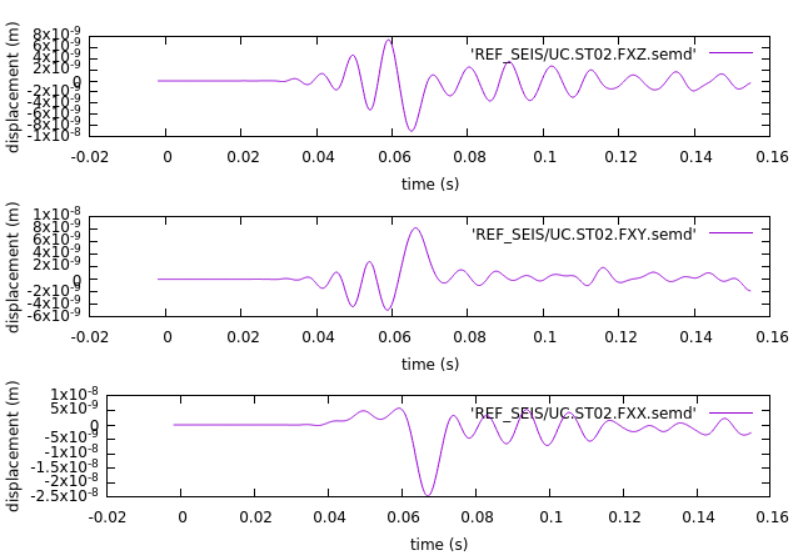 8x10-9
6x10-9
4x10-9
2x10-9
0
-2x10-9
-4x10-9
-6x10-9
-8x10-9
-1x10-8
displacement (m)
'REF_SEIS/UC.ST02.FXZ.semd'
-0.02 0 0.02 0.04 0.06 0.08 0.1 0.12 0.14 0.16
time (s)
1x10-8
8x10-9
6x10-9
4x10-9
2x10-9
0
-2x10-9
-4x10-9
-6x10-9
displacement (m)
'REF_SEIS/UC.ST02.FXY.semd'
-0.02 0 0.02 0.04 0.06 0.08 0.1 0.12 0.14 0.16
time (s)
1x10-8
5x10-9
0
-5x10-9
-1x10-8
-1.5x10-8
-2x10-8
-2.5x10-8
displacement (m)
'REF_SEIS/UC.ST02.FXX.semd'
-0.02 0 0.02 0.04 0.06 0.08 0.1 0.12 0.14 0.16
time (s)